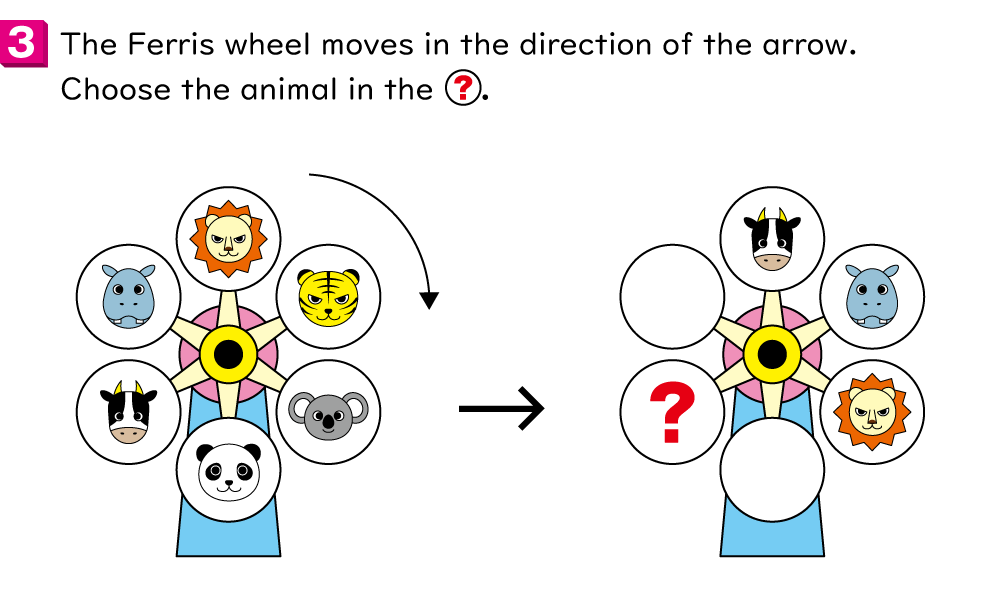 3 The Ferris wheel moves in the direction of the arrow.
Choose the animal in the ?.
?